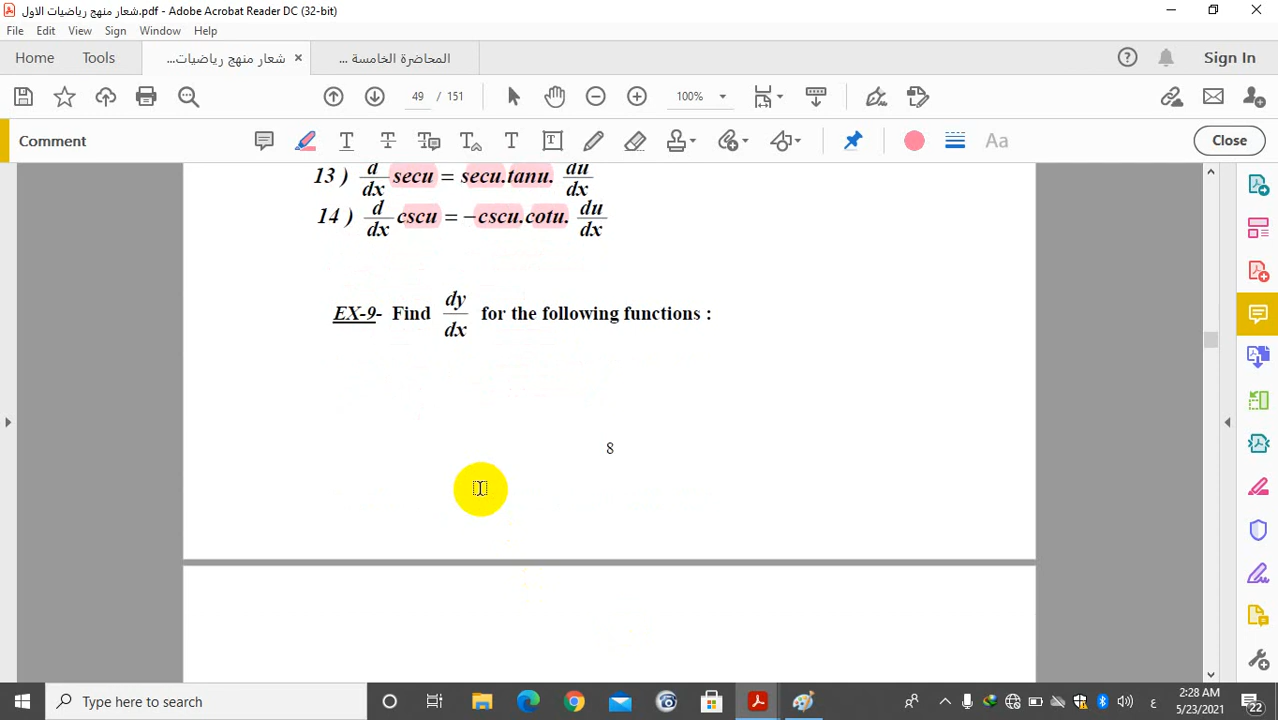 شعار منهج رياضيات الاول.pdf - Adobe Acrobat Reader DC (32-bit)
File Edit View Sign Window Help
Home Tools شعار منهج رياضيات... × المحاضرة الخامسة ... Sign In
49 / 151 100%
Comment Close
13 ) d/dx secu = secu.tanu. du/dx
14 ) d/dx cscu = −cscu.cotu. du/dx
EX-9- Find dy/dx for the following functions :
8
Type here to search
ع 2:28 AM
5/23/2021 22